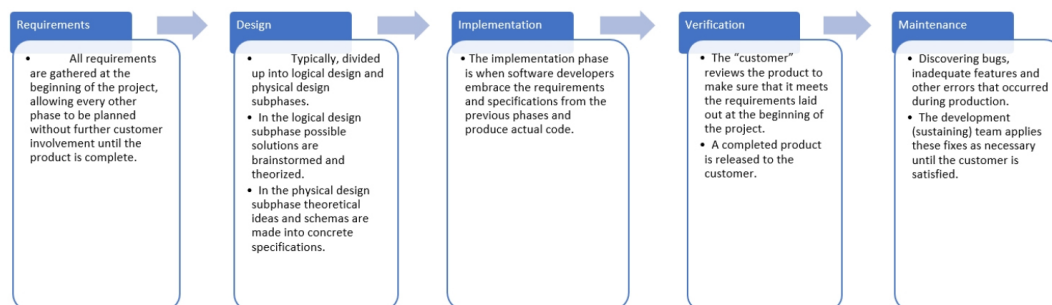 Requirements
• All requirements
are gathered at the
beginning of the project,
allowing every other
phase to be planned
without further customer
involvement until the
product is complete.
Design
• Typically, divided
up into logical design and
physical design
subphases.
• In the logical design
subphase possible
solutions are
brainstormed and
theorized.
• In the physical design
subphase theoretical
ideas and schemas are
made into concrete
specifications.
Implementation
• The implementation phase
is when software developers
embrace the requirements
and specifications from the
previous phases and
produce actual code.
Verification
• The “customer”
reviews the product to
make sure that it meets
the requirements laid
out at the beginning of
the project.
• A completed product
is released to the
customer.
Maintenance
• Discovering bugs,
inadequate features and
other errors that occurred
during production.
• The development
(sustaining) team applies
these fixes as necessary
until the customer is
satisfied.